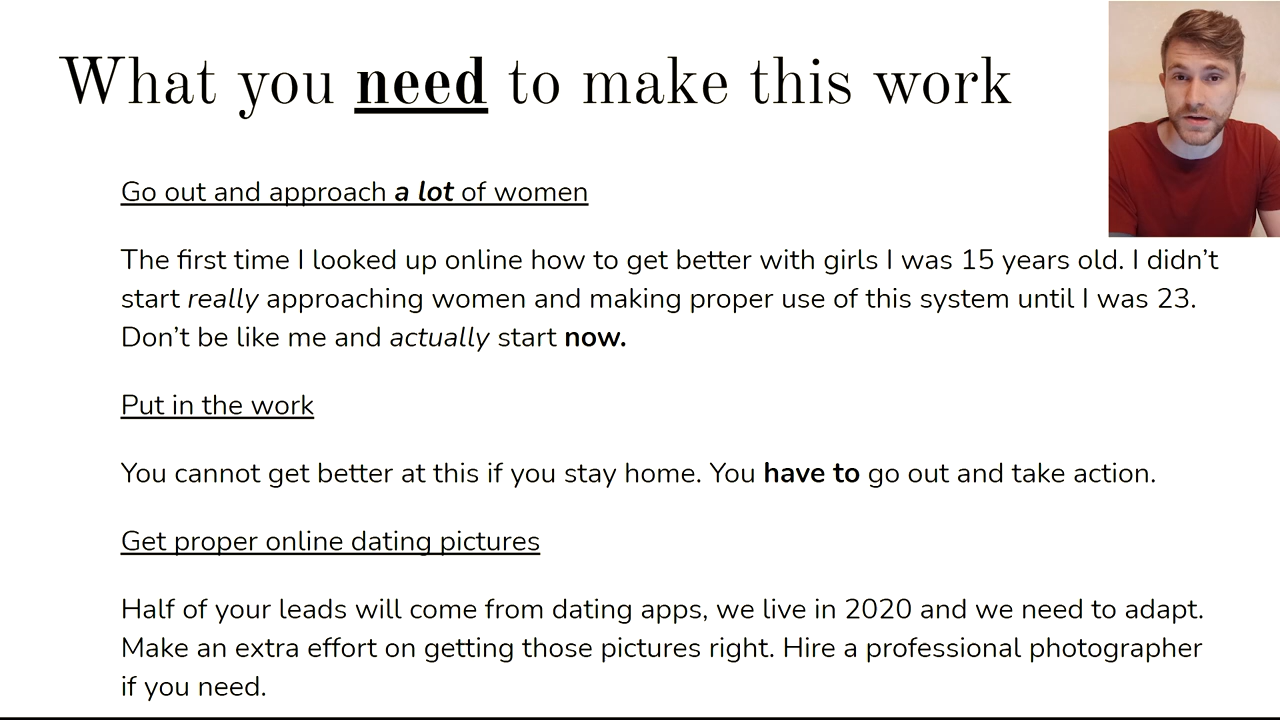 What you need to make this work
Go out and approach a lot of women
The first time I looked up online how to get better with girls I was 15 years old. I didn’t
start really approaching women and making proper use of this system until I was 23.
Don’t be like me and actually start now.
Put in the work
You cannot get better at this if you stay home. You have to go out and take action.
Get proper online dating pictures
Half of your leads will come from dating apps, we live in 2020 and we need to adapt.
Make an extra effort on getting those pictures right. Hire a professional photographer
if you need.